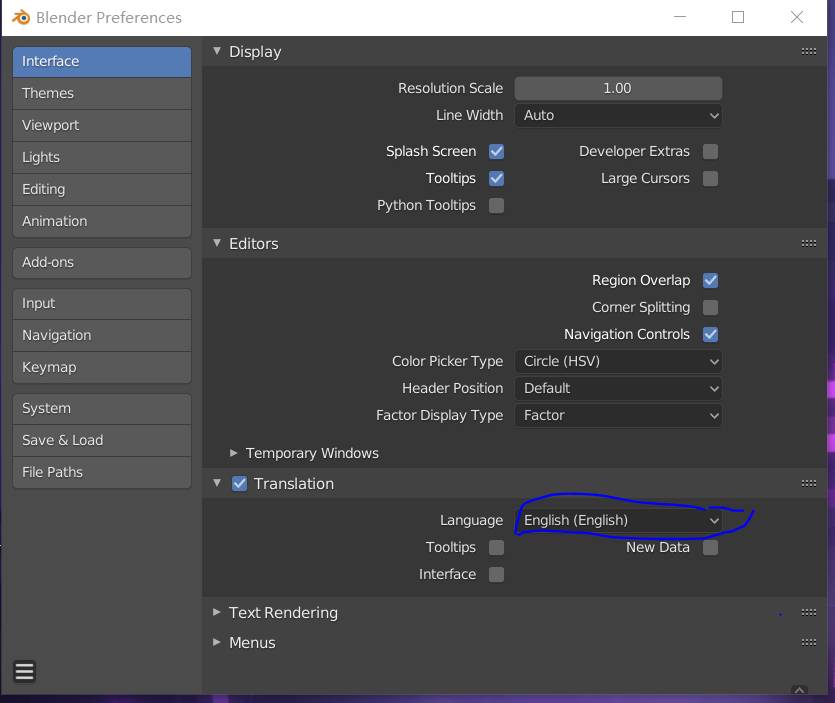 Blender Preferences
Interface
Themes
Viewport
Lights
Editing
Animation
Add-ons
Input
Navigation
Keymap
System
Save & Load
File Paths
Display
Resolution Scale 1.00
Line Width Auto
Splash Screen Developer Extras
Tooltips Large Cursors
Python Tooltips
Editors
Region Overlap
Corner Splitting
Navigation Controls
Color Picker Type Circle (HSV)
Header Position Default
Factor Display Type Factor
Temporary Windows
Translation
Language English (English)
Tooltips New Data
Interface
Text Rendering
Menus